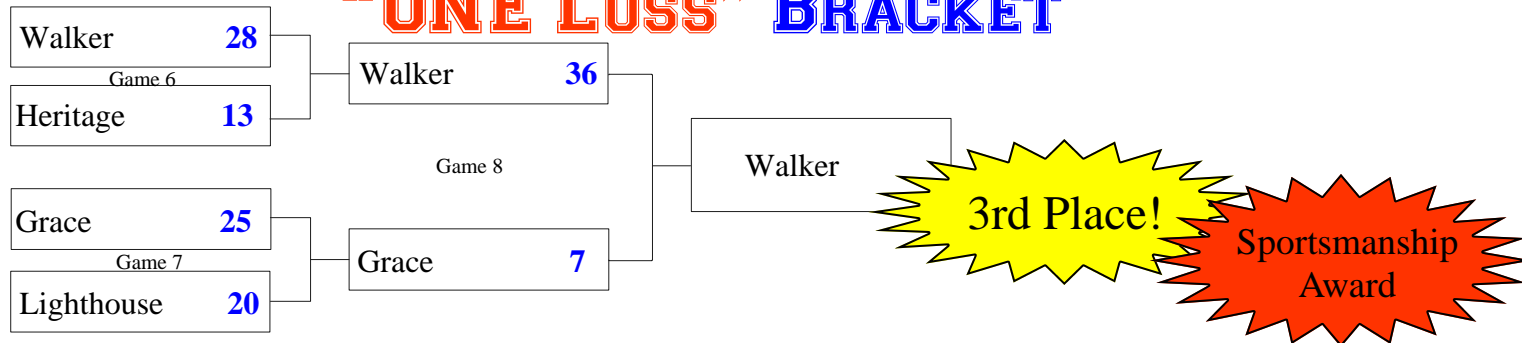 "ONE LOSS" BRACKET
Walker 28
Game 6
Heritage 13
Walker 36
Game 8
Grace 25
Game 7
Lighthouse 20
Grace 7
Walker
3rd Place!
Sportsmanship
Award